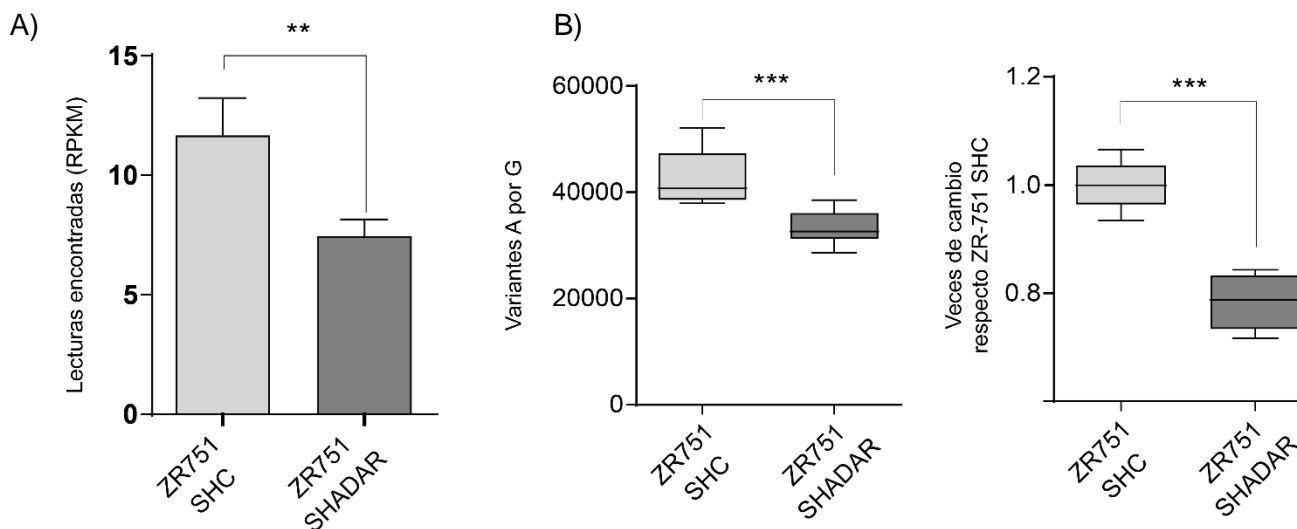 A)
Lecturas encontradas (RPKM)
15
10
5
0
**
ZR751
SHC
ZR751
SHADAR
B)
Variantes A por G
60000
40000
20000
0
***
ZR751
SHC
ZR751
SHADAR
Veces de cambio
respecto ZR-751 SHC
1.2
1.0
0.8
***
ZR751
SHC
ZR751
SHADAR